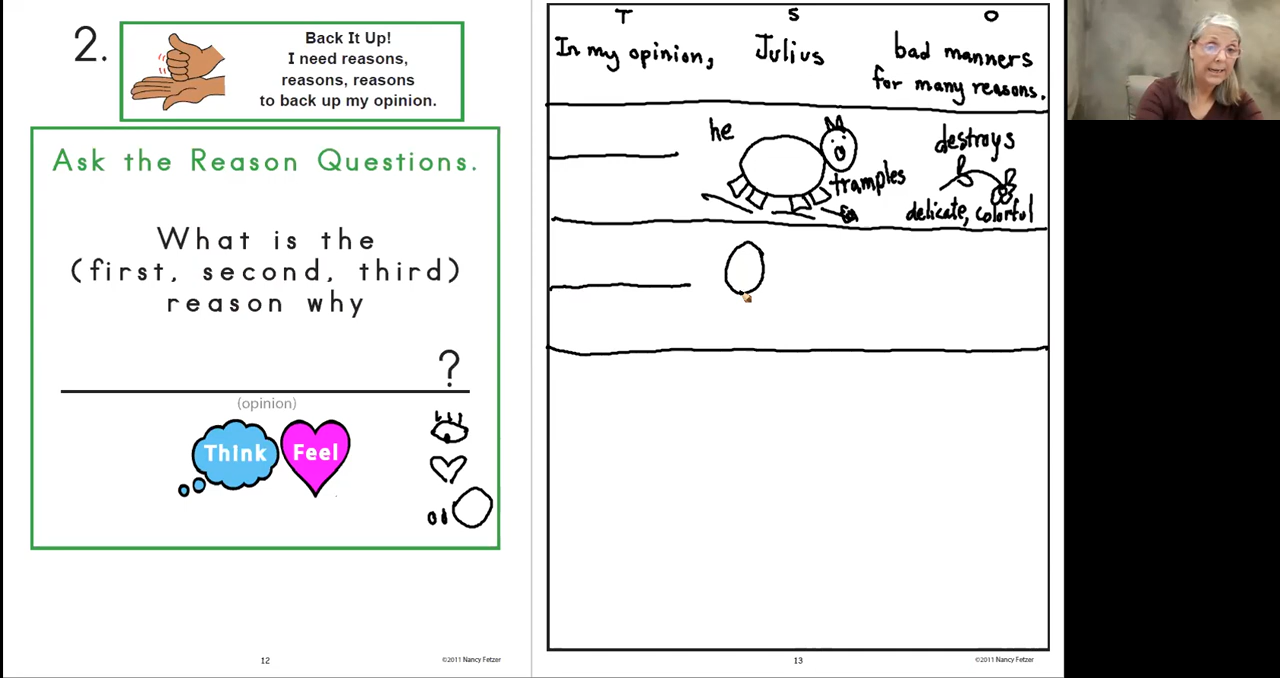 2.
Back It Up!
I need reasons,
reasons, reasons
to back up my opinion.
Ask the Reason Questions.
What is the
(first, second, third)
reason why
?
(opinion)
Think Feel
12
©2011 Nancy Fetzer
T S O
In my opinion, Julius bad manners
for many reasons.
he destroys
tramples
delicate, colorful
13
©2011 Nancy Fetzer